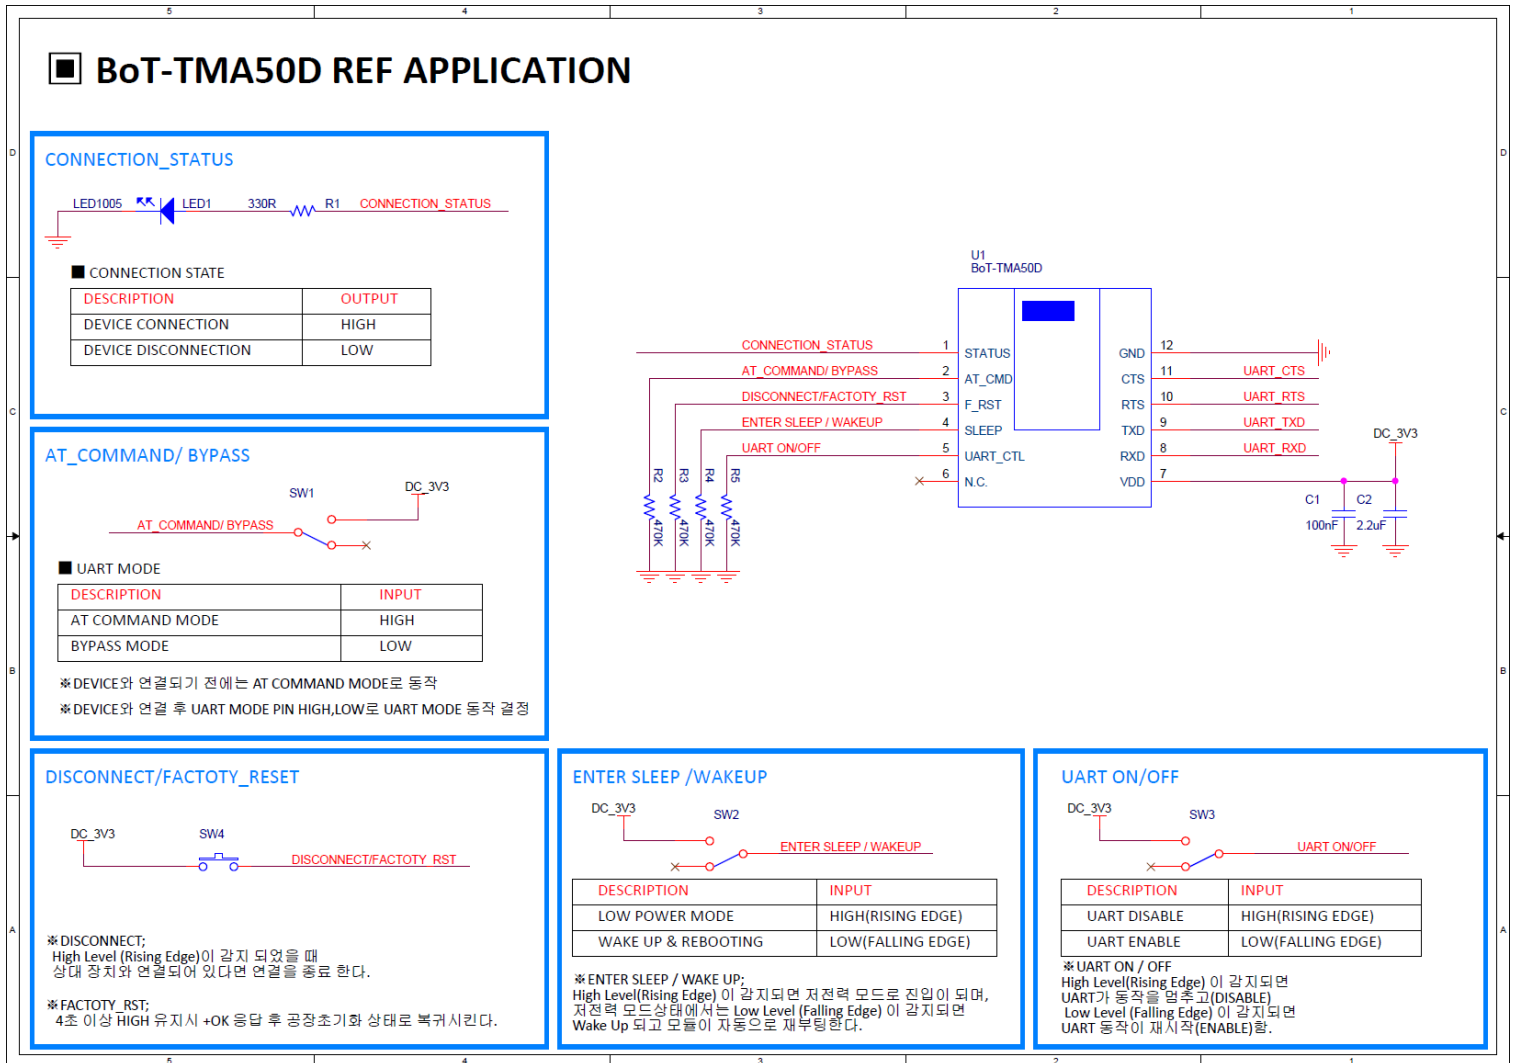 5 4 3 2 1
▣ BoT-TMA50D REF APPLICATION
D D
CONNECTION_STATUS
LED1005 LED1 330R R1 CONNECTION_STATUS
■ CONNECTION STATE
DESCRIPTION OUTPUT
DEVICE CONNECTION HIGH
DEVICE DISCONNECTION LOW
U1
BoT-TMA50D
CONNECTION_STATUS 1 STATUS GND 12
AT_COMMAND/ BYPASS 2 AT_CMD CTS 11 UART_CTS
DISCONNECT/FACTOTY_RST 3 F_RST RTS 10 UART_RTS
ENTER SLEEP / WAKEUP 4 SLEEP TXD 9 UART_TXD
UART ON/OFF 5 UART_CTL RXD 8 UART_RXD
6 N.C. VDD 7
DC_3V3
R2 R3 R4 R5
470K 470K 470K 470K
C1 C2
100nF 2.2uF
C C
AT_COMMAND/ BYPASS
SW1 DC_3V3
AT_COMMAND/ BYPASS
■ UART MODE
DESCRIPTION INPUT
AT COMMAND MODE HIGH
BYPASS MODE LOW
※DEVICE와 연결되기 전에는 AT COMMAND MODE로 동작
※DEVICE와 연결 후 UART MODE PIN HIGH,LOW로 UART MODE 동작 결정
B B
DISCONNECT/FACTOTY_RESET
DC_3V3 SW4
DISCONNECT/FACTOTY_RST
※DISCONNECT;
High Level (Rising Edge)이 감지 되었을 때
상대 장치와 연결되어 있다면 연결을 종료 한다.
※FACTOTY_RST;
4초 이상 HIGH 유지시 +OK 응답 후 공장초기화 상태로 복귀시킨다.
ENTER SLEEP /WAKEUP
DC_3V3 SW2
ENTER SLEEP / WAKEUP
DESCRIPTION INPUT
LOW POWER MODE HIGH(RISING EDGE)
WAKE UP & REBOOTING LOW(FALLING EDGE)
※ENTER SLEEP / WAKE UP;
High Level(Rising Edge) 이 감지되면 저전력 모드로 진입이 되며,
저전력 모드상태에서는 Low Level (Falling Edge) 이 감지되면
Wake Up 되고 모듈이 자동으로 재부팅한다.
UART ON/OFF
DC_3V3 SW3
UART ON/OFF
DESCRIPTION INPUT
UART DISABLE HIGH(RISING EDGE)
UART ENABLE LOW(FALLING EDGE)
※UART ON / OFF
High Level(Rising Edge) 이 감지되면
UART가 동작을 멈추고(DISABLE)
Low Level (Falling Edge) 이 감지되면
UART 동작이 재시작(ENABLE)함.
A A
5 4 3 2 1